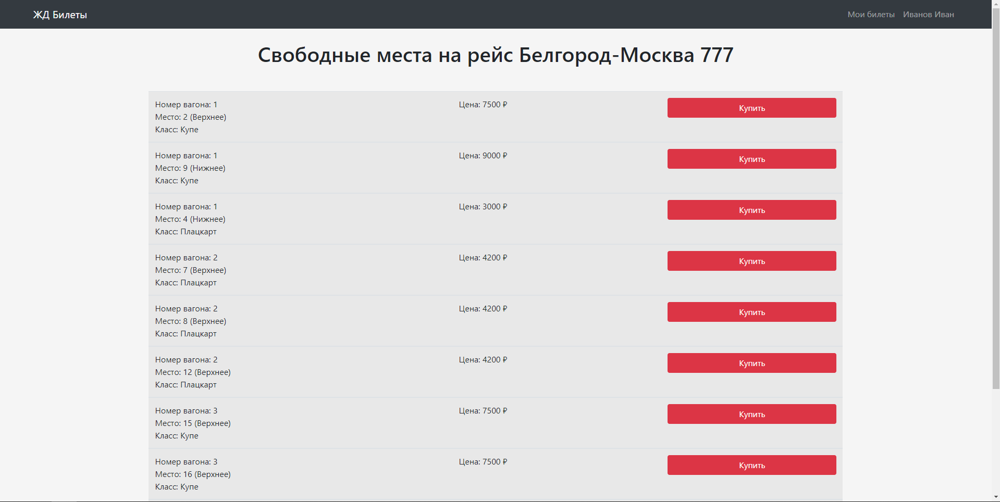 ЖД Билеты
Мои билеты Иванов Иван
Свободные места на рейс Белгород-Москва 777
Номер вагона: 1 Цена: 7500 ₽ Купить
Место: 2 (Верхнее)
Класс: Купе
Номер вагона: 1 Цена: 9000 ₽ Купить
Место: 9 (Нижнее)
Класс: Купе
Номер вагона: 1 Цена: 3000 ₽ Купить
Место: 4 (Нижнее)
Класс: Плацкарт
Номер вагона: 2 Цена: 4200 ₽ Купить
Место: 7 (Верхнее)
Класс: Плацкарт
Номер вагона: 2 Цена: 4200 ₽ Купить
Место: 8 (Верхнее)
Класс: Плацкарт
Номер вагона: 2 Цена: 4200 ₽ Купить
Место: 12 (Верхнее)
Класс: Плацкарт
Номер вагона: 3 Цена: 7500 ₽ Купить
Место: 15 (Верхнее)
Класс: Купе
Номер вагона: 3 Цена: 7500 ₽ Купить
Место: 16 (Верхнее)
Класс: Купе